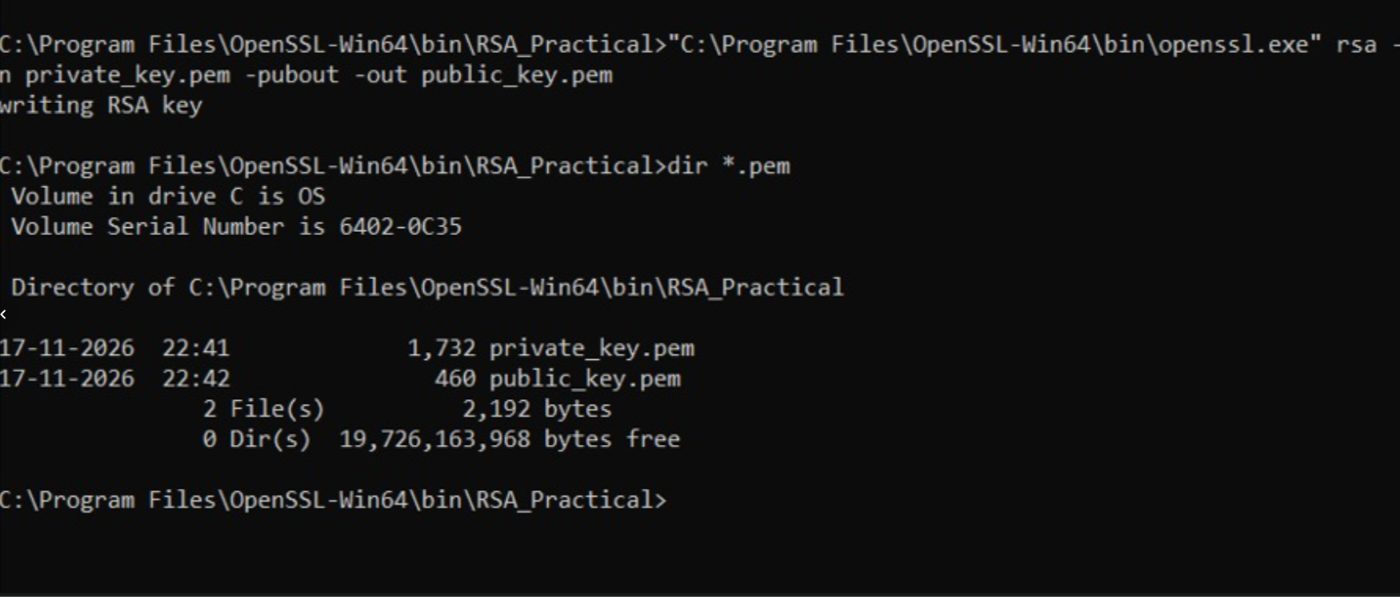 C:\Program Files\OpenSSL-Win64\bin\RSA_Practical>"C:\Program Files\OpenSSL-Win64\bin\openssl.exe" rsa -
n private_key.pem -pubout -out public_key.pem
writing RSA key
C:\Program Files\OpenSSL-Win64\bin\RSA_Practical>dir *.pem
Volume in drive C is OS
Volume Serial Number is 6402-0C35
Directory of C:\Program Files\OpenSSL-Win64\bin\RSA_Practical
17-11-2026  22:41             1,732 private_key.pem
17-11-2026  22:42               460 public_key.pem
               2 File(s)          2,192 bytes
               0 Dir(s)  19,726,163,968 bytes free
C:\Program Files\OpenSSL-Win64\bin\RSA_Practical>